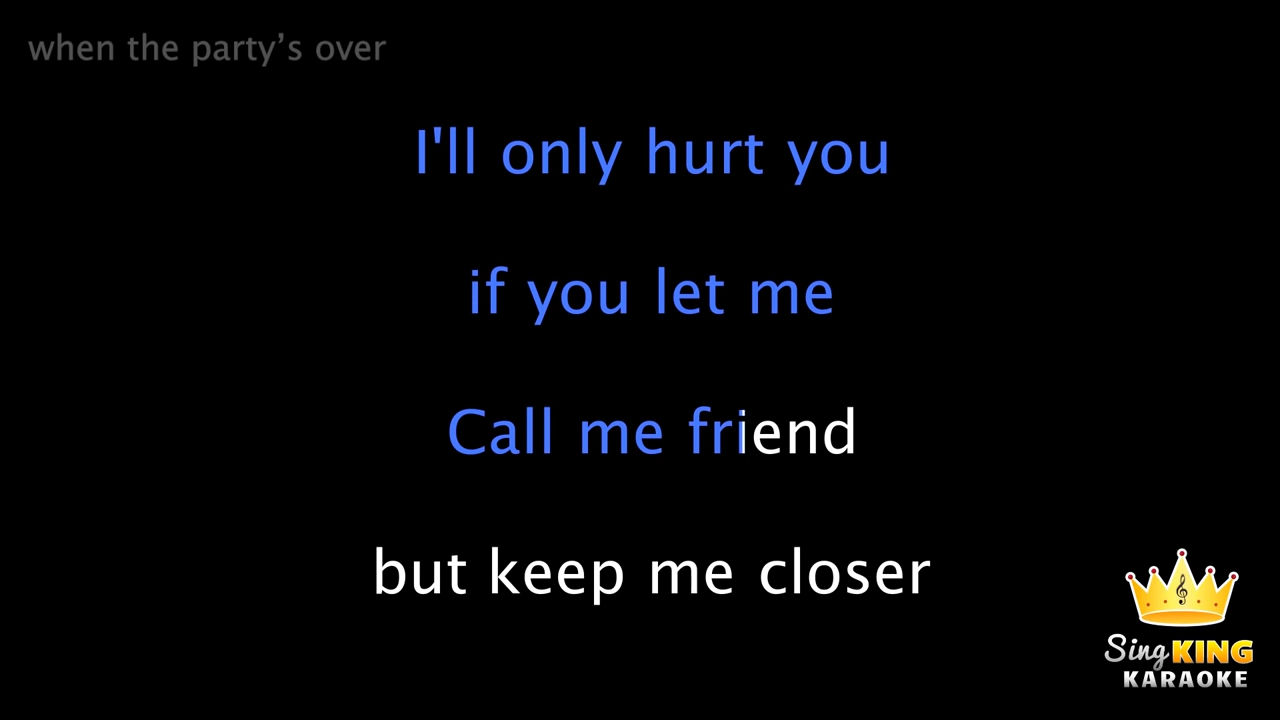 when the party’s over
I'll only hurt you
if you let me
Call me friend
but keep me closer
Sing KING
KARAOKE